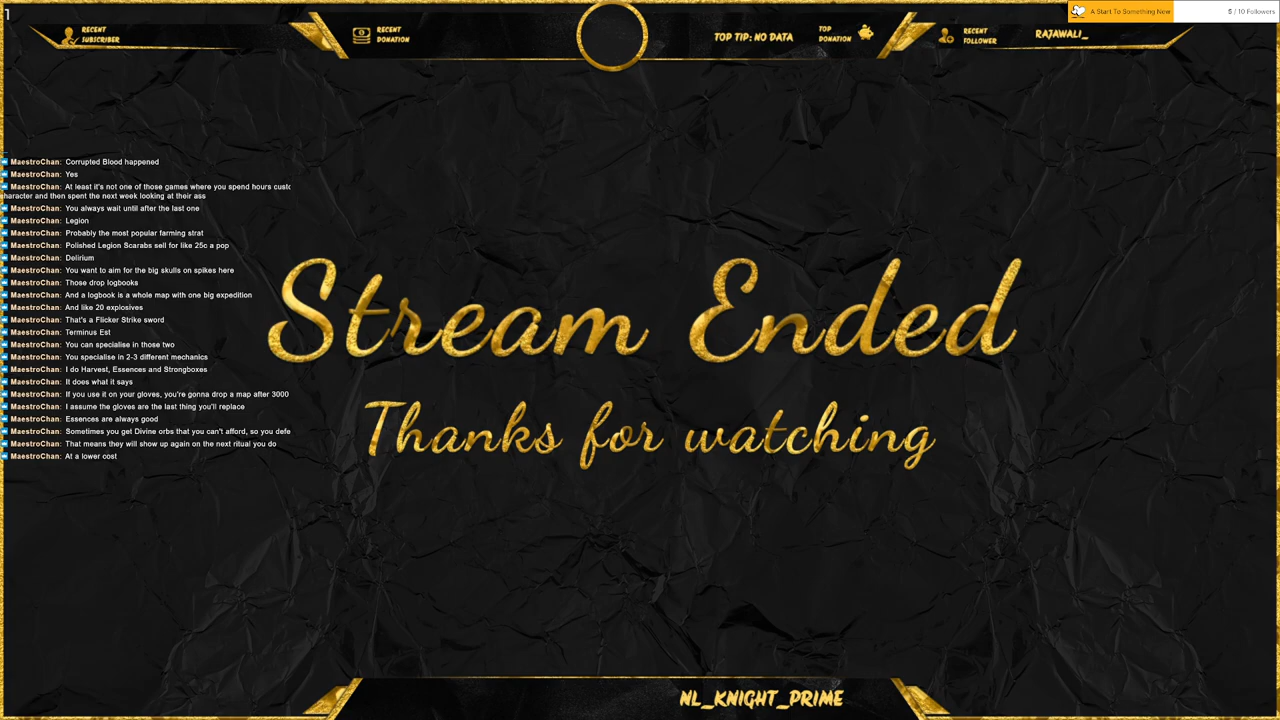 1
RECENT
SUBSCRIBER
RECENT
DONATION
TOP TIP: NO DATA
TOP
DONATION
RECENT
FOLLOWER
RAJAWALI_
A Start To Something New
5 / 10 Followers
MaestroChan: Corrupted Blood happened
MaestroChan: Yes
MaestroChan: At least it's not one of those games where you spend hours custo
haracter and then spent the next week looking at their ass
MaestroChan: You always wait until after the last one
MaestroChan: Legion
MaestroChan: Probably the most popular farming strat
MaestroChan: Polished Legion Scarabs sell for like 25c a pop
MaestroChan: Delirium
MaestroChan: You want to aim for the big skulls on spikes here
MaestroChan: Those drop logbooks
MaestroChan: And a logbook is a whole map with one big expedition
MaestroChan: And like 20 explosives
MaestroChan: That's a Flicker Strike sword
MaestroChan: Terminus Est
MaestroChan: You can specialise in those two
MaestroChan: You specialise in 2-3 different mechanics
MaestroChan: I do Harvest, Essences and Strongboxes
MaestroChan: It does what it says
MaestroChan: If you use it on your gloves, you're gonna drop a map after 3000
MaestroChan: I assume the gloves are the last thing you'll replace
MaestroChan: Essences are always good
MaestroChan: Sometimes you get Divine orbs that you can't afford, so you defe
MaestroChan: That means they will show up again on the next ritual you do
MaestroChan: At a lower cost
Stream Ended
Thanks for watching
NL_KNIGHT_PRIME